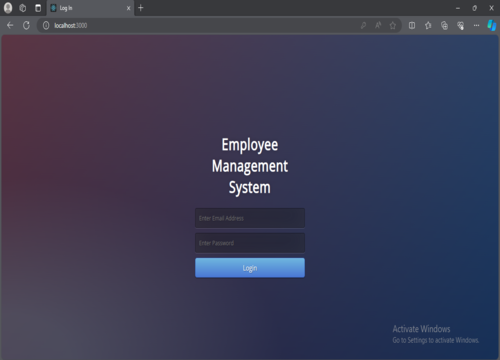 Log In
localhost:3000
Employee
Management
System
Enter Email Address
Enter Password
Login
Activate Windows
Go to Settings to activate Windows.